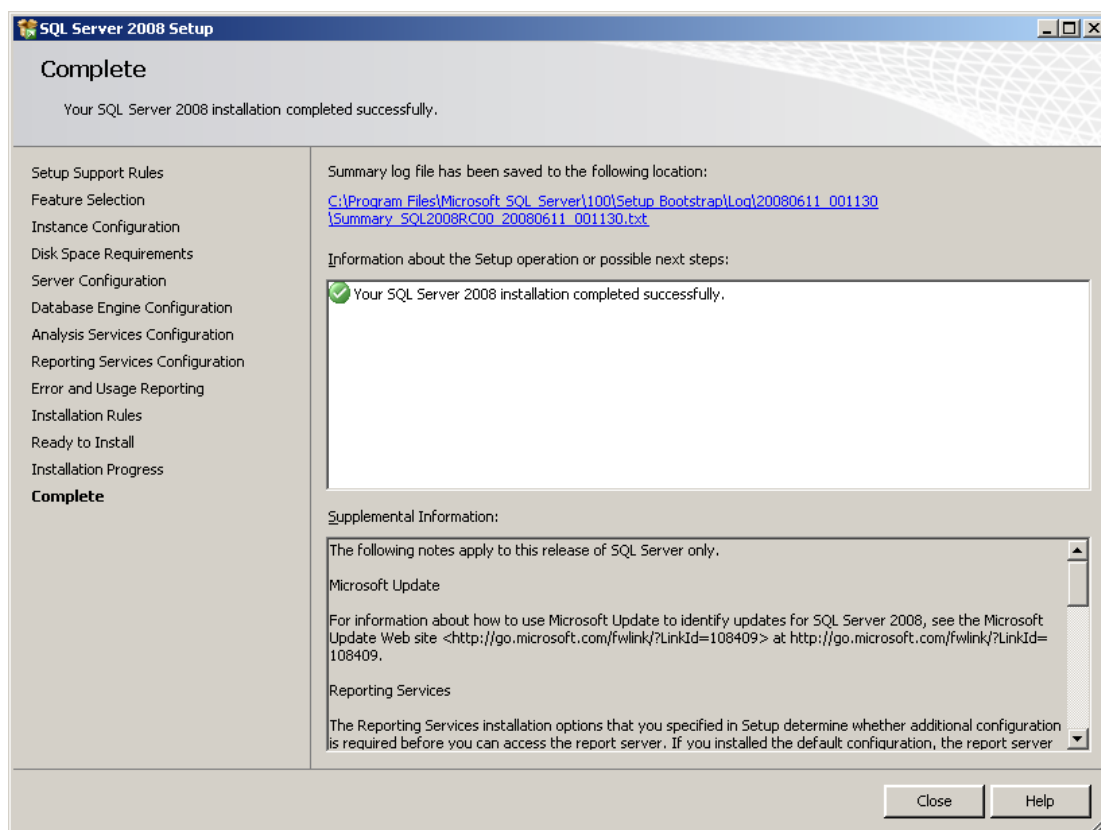 SQL Server 2008 Setup
Complete
Your SQL Server 2008 installation completed successfully.
Setup Support Rules
Feature Selection
Instance Configuration
Disk Space Requirements
Server Configuration
Database Engine Configuration
Analysis Services Configuration
Reporting Services Configuration
Error and Usage Reporting
Installation Rules
Ready to Install
Installation Progress
Complete
Summary log file has been saved to the following location:
C:\Program Files\Microsoft SQL Server\100\Setup Bootstrap\Log\20080611_001130
\Summary_SQL2008RC00_20080611_001130.txt
Information about the Setup operation or possible next steps:
Your SQL Server 2008 installation completed successfully.
Supplemental Information:
The following notes apply to this release of SQL Server only.
Microsoft Update
For information about how to use Microsoft Update to identify updates for SQL Server 2008, see the Microsoft
Update Web site <http://go.microsoft.com/fwlink/?LinkId=108409> at http://go.microsoft.com/fwlink/?LinkId=
108409.
Reporting Services
The Reporting Services installation options that you specified in Setup determine whether additional configuration
is required before you can access the report server. If you installed the default configuration, the report server
Close
Help